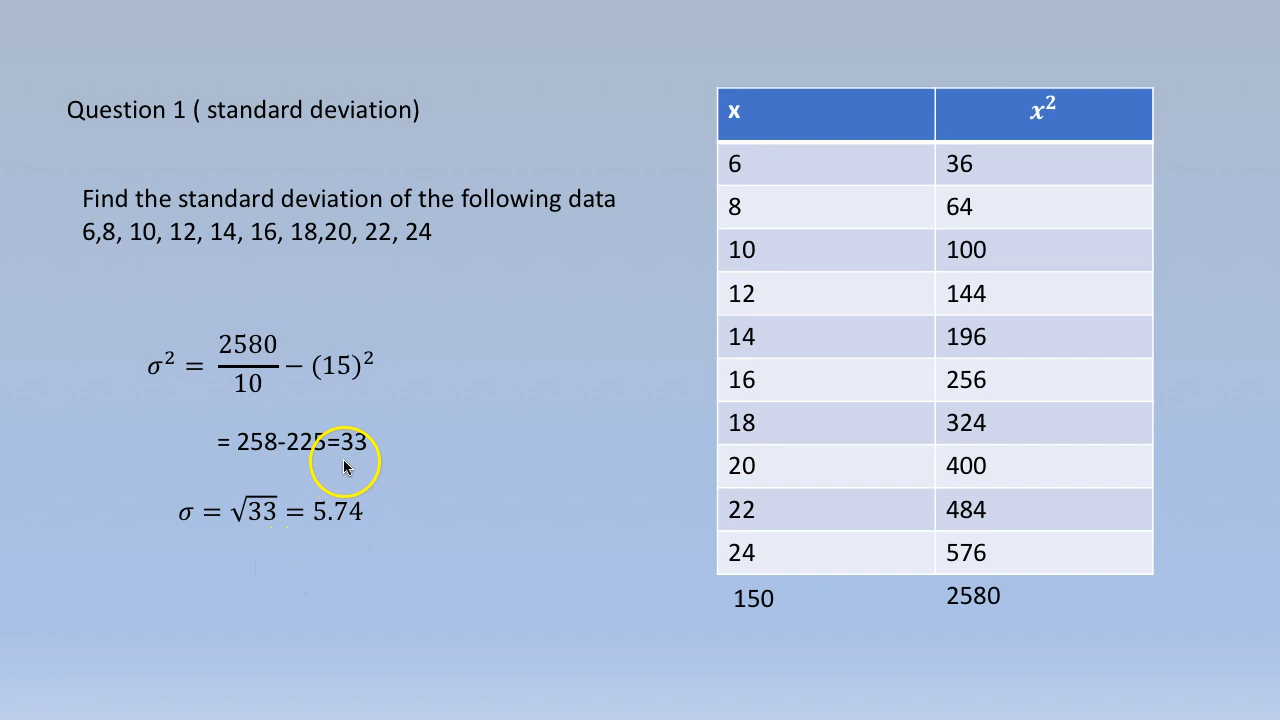 Question 1 ( standard deviation)
Find the standard deviation of the following data
6,8, 10, 12, 14, 16, 18,20, 22, 24
σ² = 2580/10 − (15)²
= 258-225=33
σ = √33 = 5.74
x x²
6 36
8 64
10 100
12 144
14 196
16 256
18 324
20 400
22 484
24 576
150 2580